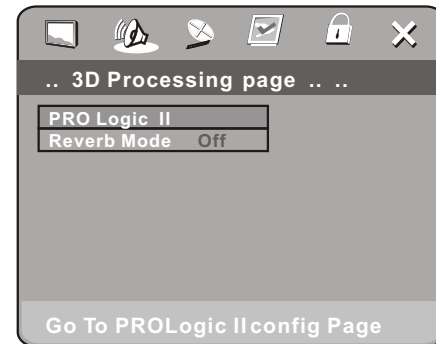 .. 3D Processing page .. ..
PRO Logic II
Reverb Mode Off
Go To PROLogic II config Page